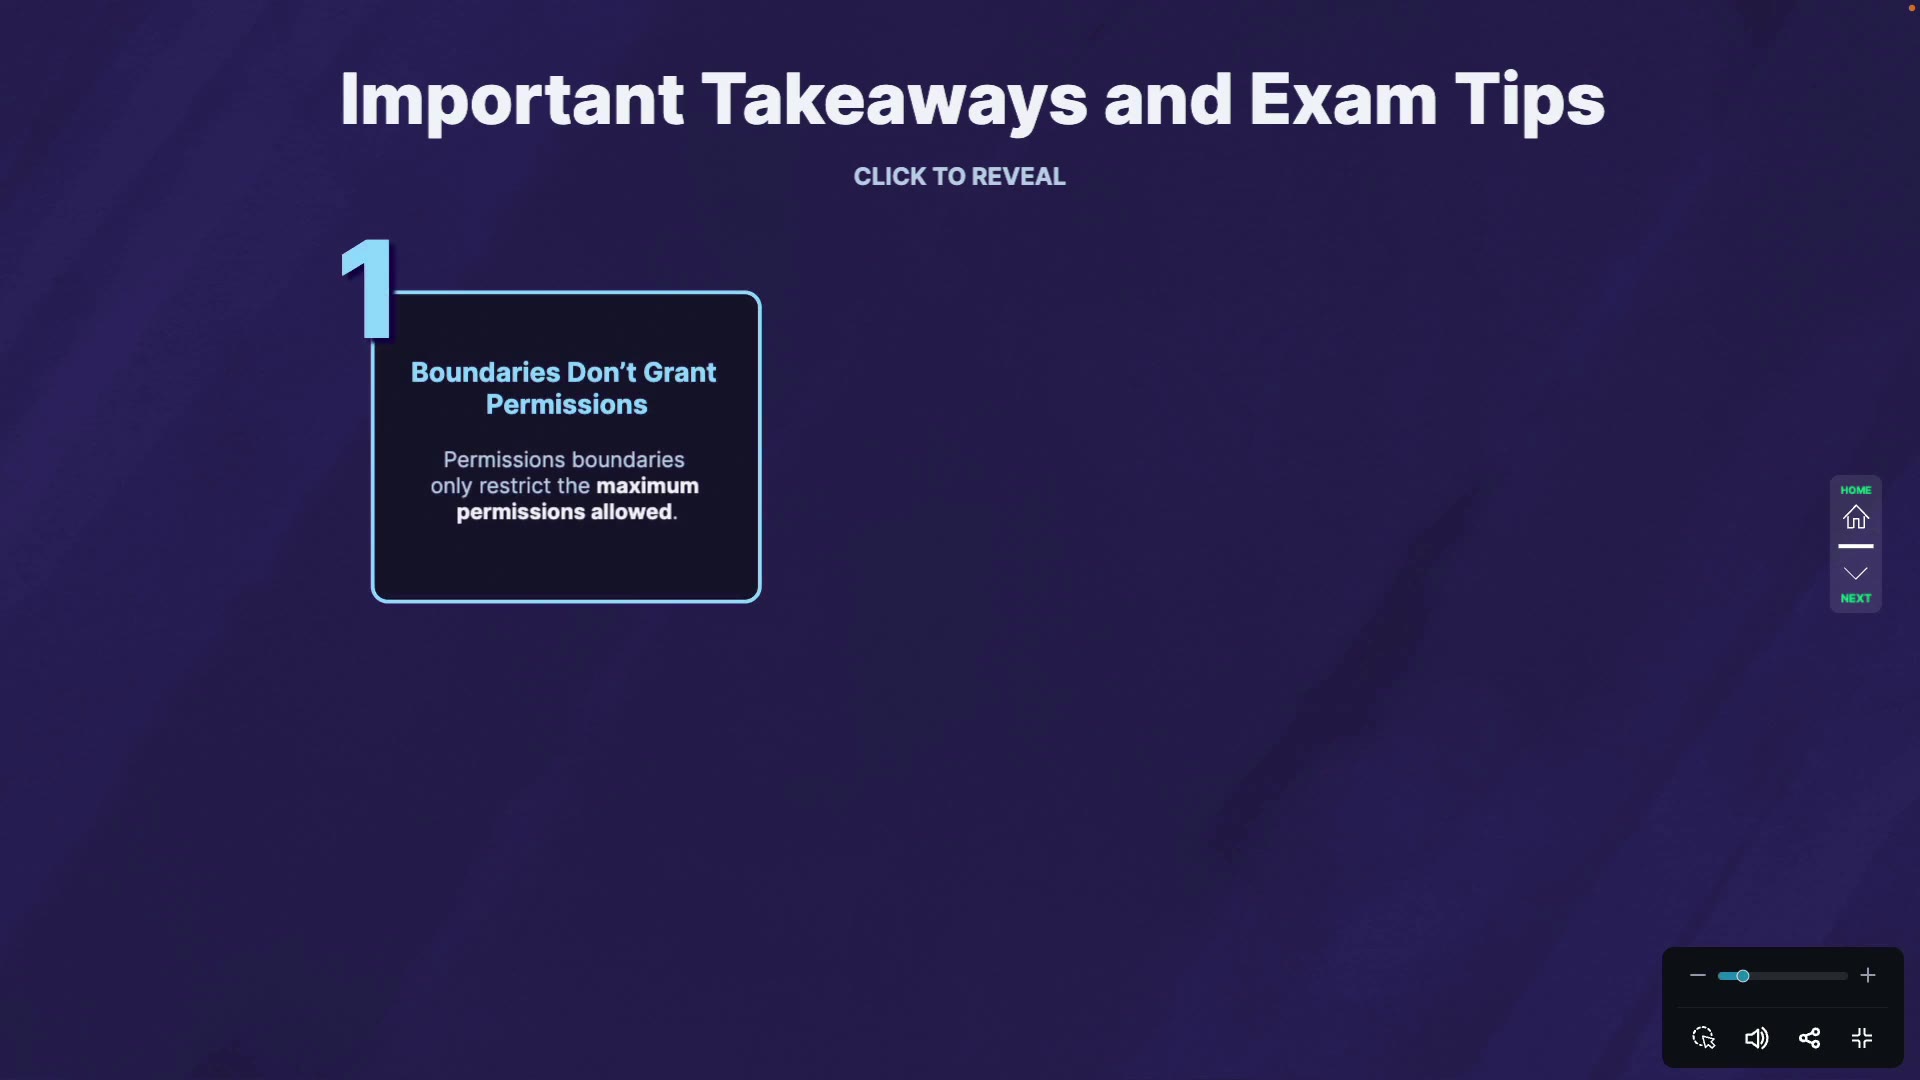 Important Takeaways and Exam Tips
CLICK TO REVEAL
1
Boundaries Don’t Grant
Permissions
Permissions boundaries
only restrict the maximum
permissions allowed.
HOME
NEXT